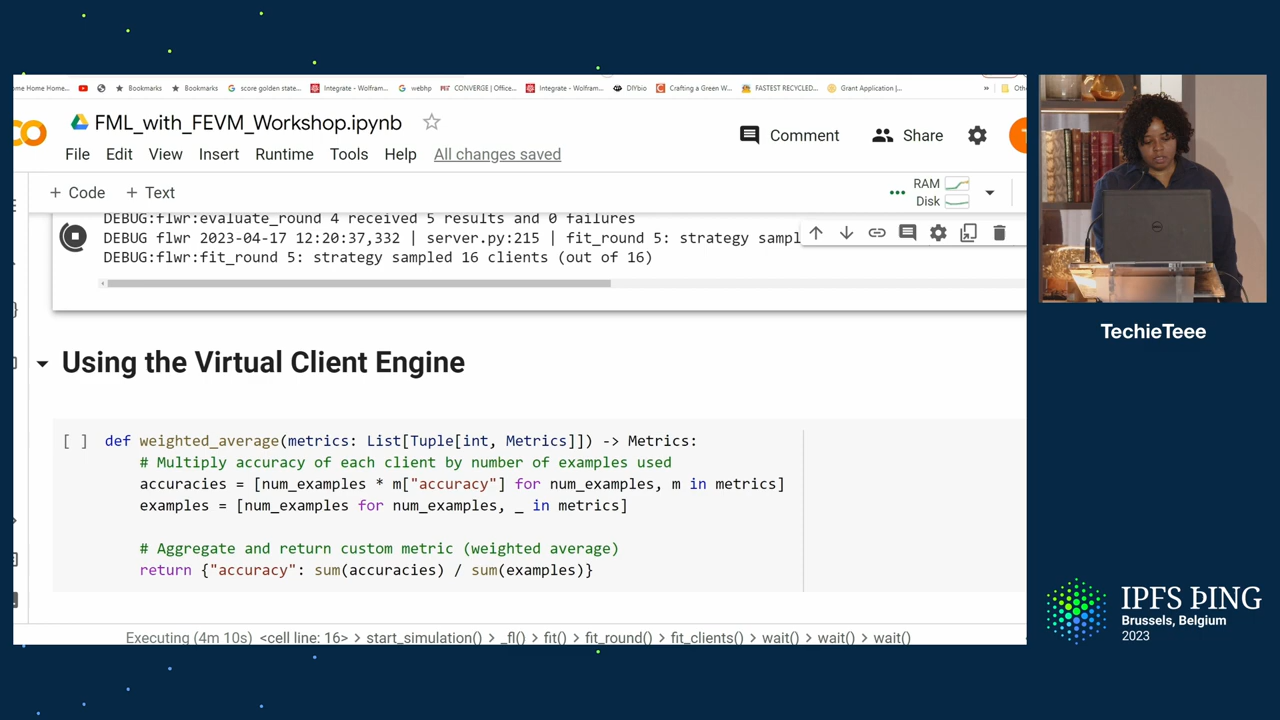 me Home Home... Bookmarks Bookmarks score golden state... Integrate - Wolfram... webhp CONVERGE | Office... Integrate - Wolfram... DIYbio Crafting a Green W... FASTEST RECYCLED... Grant Application |... » Oth
FML_with_FEVM_Workshop.ipynb
Comment Share
File Edit View Insert Runtime Tools Help All changes saved
+ Code + Text
RAM
Disk
DEBUG:flwr:evaluate_round 4 received 5 results and 0 failures
DEBUG flwr 2023-04-17 12:20:37,332 | server.py:215 | fit_round 5: strategy sampl
DEBUG:flwr:fit_round 5: strategy sampled 16 clients (out of 16)
Using the Virtual Client Engine
[ ] def weighted_average(metrics: List[Tuple[int, Metrics]]) -> Metrics:
# Multiply accuracy of each client by number of examples used
accuracies = [num_examples * m["accuracy"] for num_examples, m in metrics]
examples = [num_examples for num_examples, _ in metrics]
# Aggregate and return custom metric (weighted average)
return {"accuracy": sum(accuracies) / sum(examples)}
Executing (4m 10s) <cell line: 16> > start_simulation() > _fl() > fit() > fit_round() > fit_clients() > wait() > wait() > wait()
TechieTeee
IPFS ÞING
Brussels, Belgium
2023